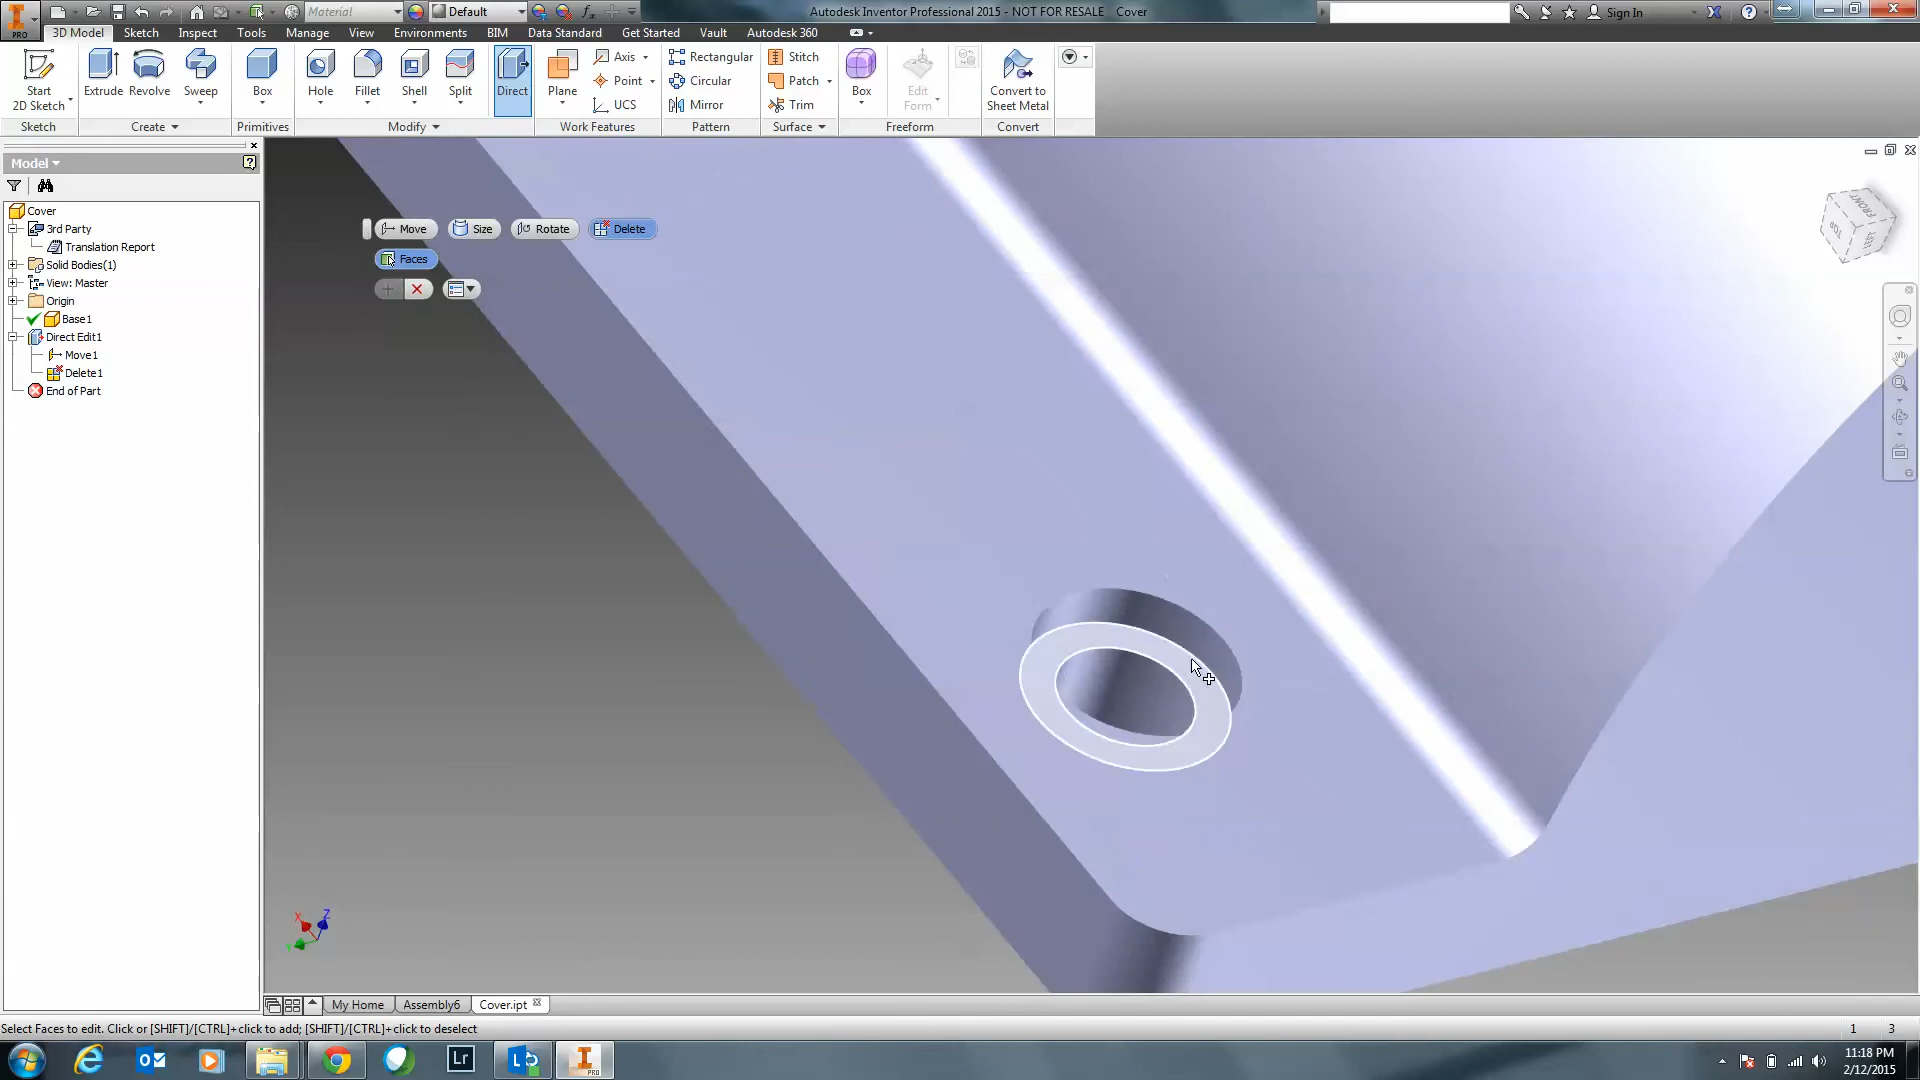 Material Default Autodesk Inventor Professional 2015 - NOT FOR RESALE Cover Sign In
PRO 3D Model Sketch Inspect Tools Manage View Environments BIM Data Standard Get Started Vault Autodesk 360
Start 2D Sketch
Extrude Revolve Sweep
Box
Hole Fillet Shell Split
Direct
Plane
Axis
Point
UCS
Rectangular
Circular
Mirror
Stitch
Patch
Trim
Box
Edit Form
Convert to Sheet Metal
Sketch Create Primitives Modify Work Features Pattern Surface Freeform Convert
Model
Cover
3rd Party
Translation Report
Solid Bodies(1)
View: Master
Origin
Base1
Direct Edit1
Move1
Delete1
End of Part
Move Size Rotate Delete
Faces
TOP FRONT LEFT
X Z
Y
My Home Assembly6 Cover.ipt
Select Faces to edit. Click or [SHIFT]/[CTRL]+click to add; [SHIFT]/[CTRL]+click to deselect 1 3
Lr PRO
11:18 PM
2/12/2015